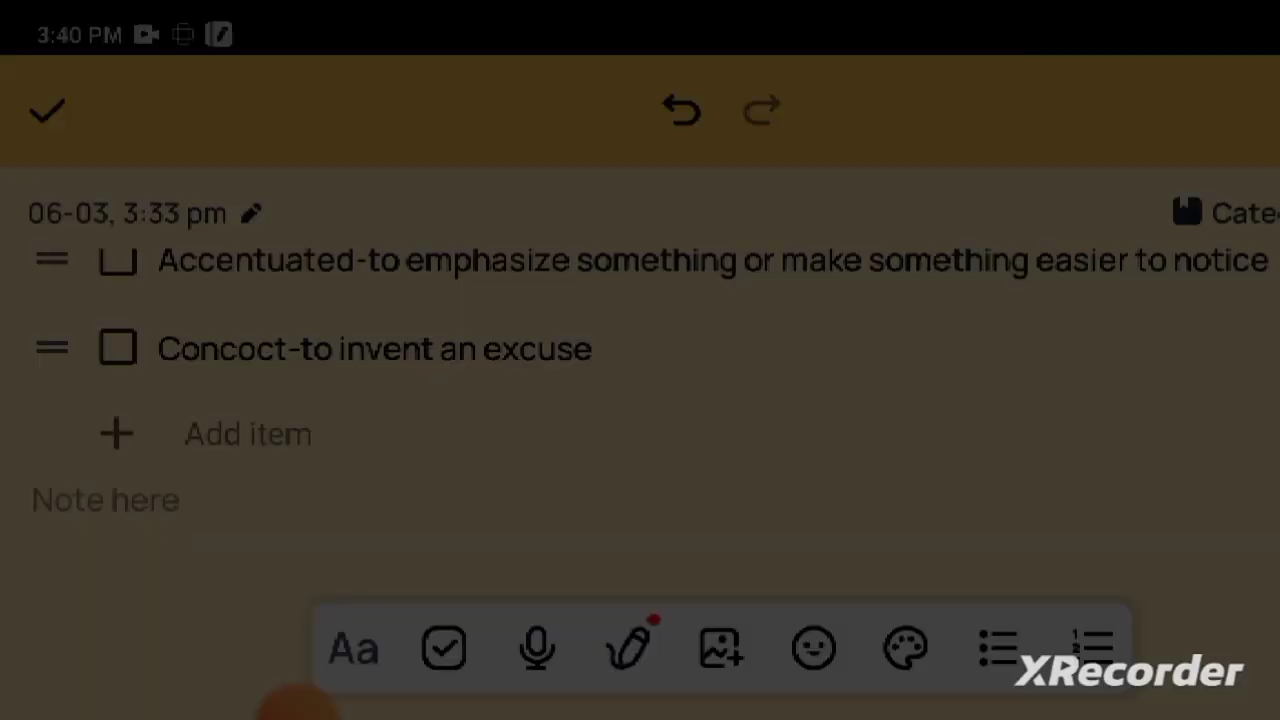 3:40 PM
06-03, 3:33 pm
Cate
Accentuated-to emphasize something or make something easier to notice
Concoct-to invent an excuse
Add item
Note here
Aa
XRecorder